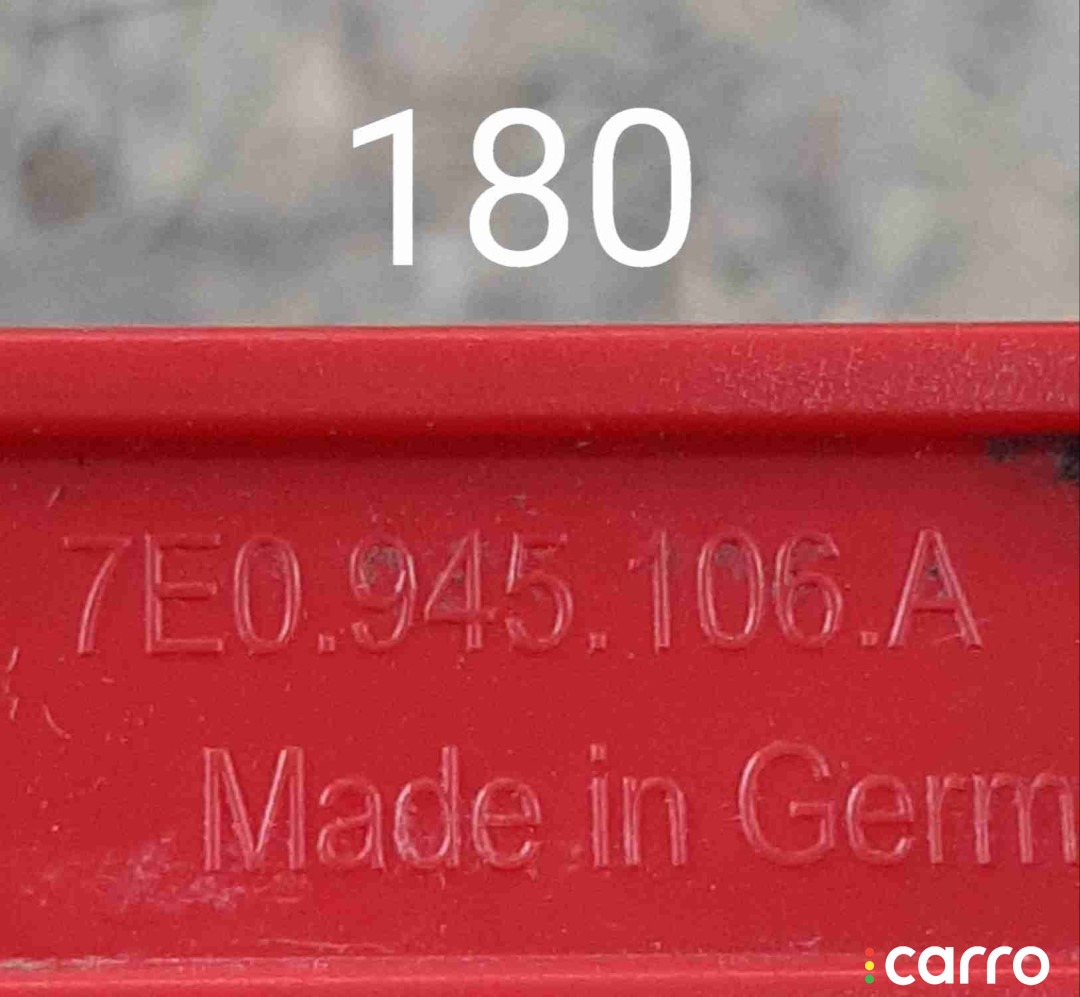 180
7E0.945.106.A
Made in Germ
carro